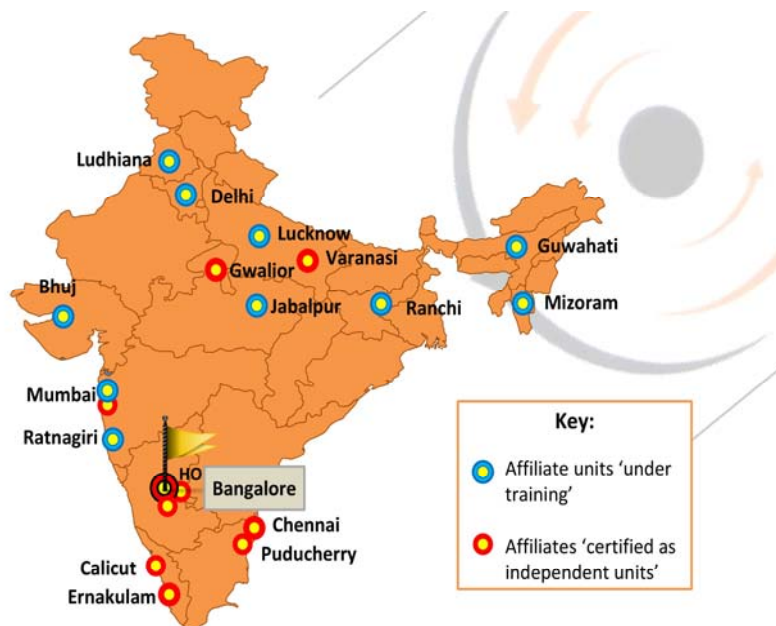 Ludhiana
Delhi
Lucknow
Varanasi
Guwahati
Gwalior
Bhuj
Jabalpur
Ranchi
Mizoram
Mumbai
Ratnagiri
HO
Bangalore
Chennai
Puducherry
Calicut
Ernakulam
Key:
Affiliate units ‘under
training’
Affiliates ‘certified as
independent units’